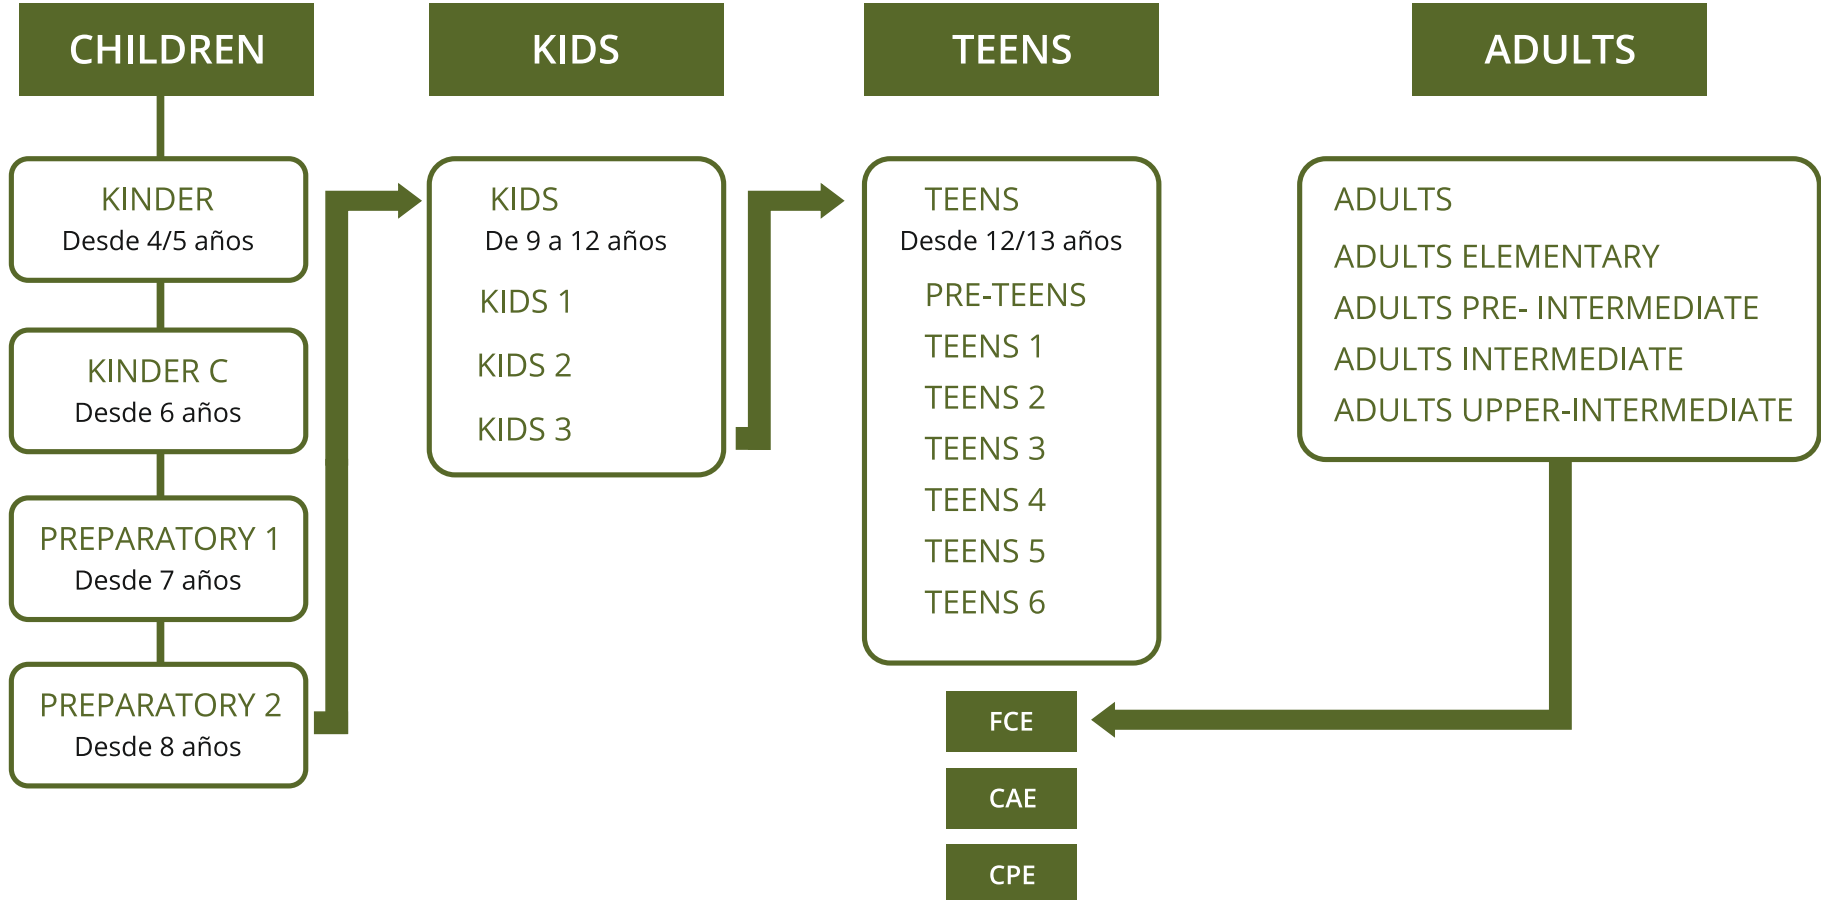 CHILDREN
KINDER
Desde 4/5 años
KINDER C
Desde 6 años
PREPARATORY 1
Desde 7 años
PREPARATORY 2
Desde 8 años
KIDS
KIDS
De 9 a 12 años
KIDS 1
KIDS 2
KIDS 3
TEENS
TEENS
Desde 12/13 años
PRE-TEENS
TEENS 1
TEENS 2
TEENS 3
TEENS 4
TEENS 5
TEENS 6
FCE
CAE
CPE
ADULTS
ADULTS
ADULTS ELEMENTARY
ADULTS PRE- INTERMEDIATE
ADULTS INTERMEDIATE
ADULTS UPPER-INTERMEDIATE